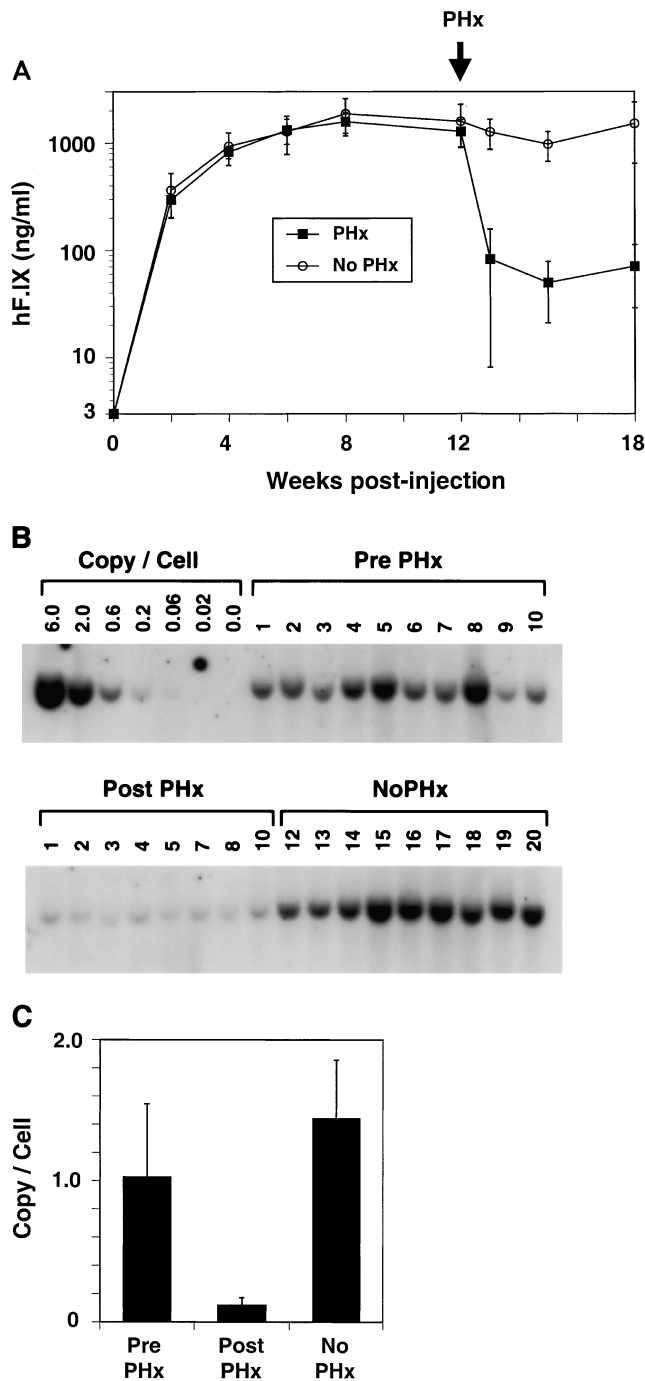 PHx
A
1000
100
10
3
hF.IX (ng/ml)
PHx
No PHx
0 4 8 12 18
Weeks post-injection
B
Copy / Cell Pre PHx
6.0 2.0 0.6 0.2 0.06 0.02 0.0 1 2 3 4 5 6 7 8 9 10
Post PHx NoPHx
1 2 3 4 5 7 8 10 12 13 14 15 16 17 18 19 20
C
2.0
1.0
0
Copy / Cell
Pre Post No
PHx PHx PHx